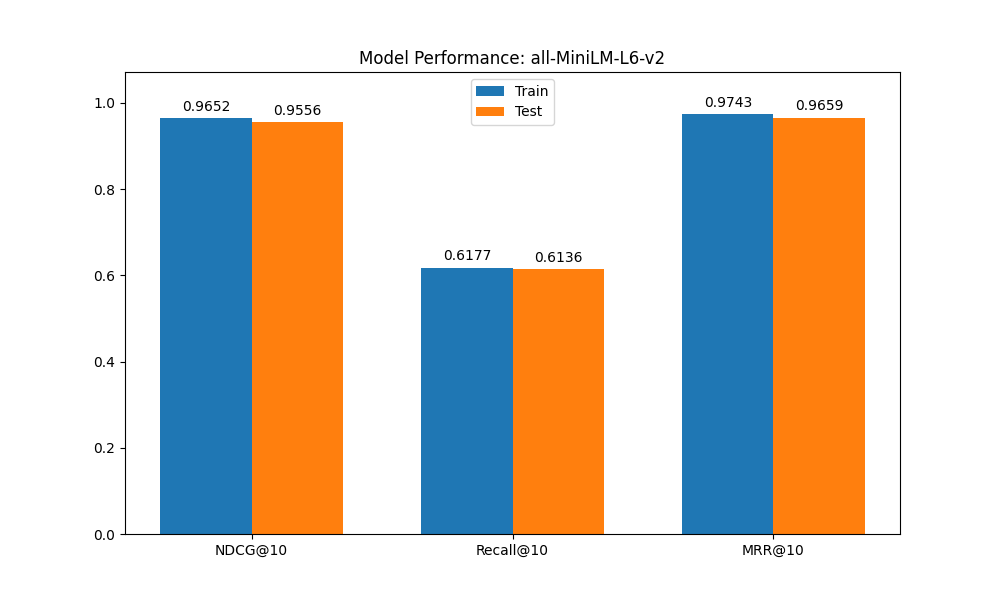 Model Performance: all-MiniLM-L6-v2
Train
Test
1.0
0.8
0.6
0.4
0.2
0.0
0.9652
0.9556
0.6177
0.6136
0.9743
0.9659
NDCG@10
Recall@10
MRR@10